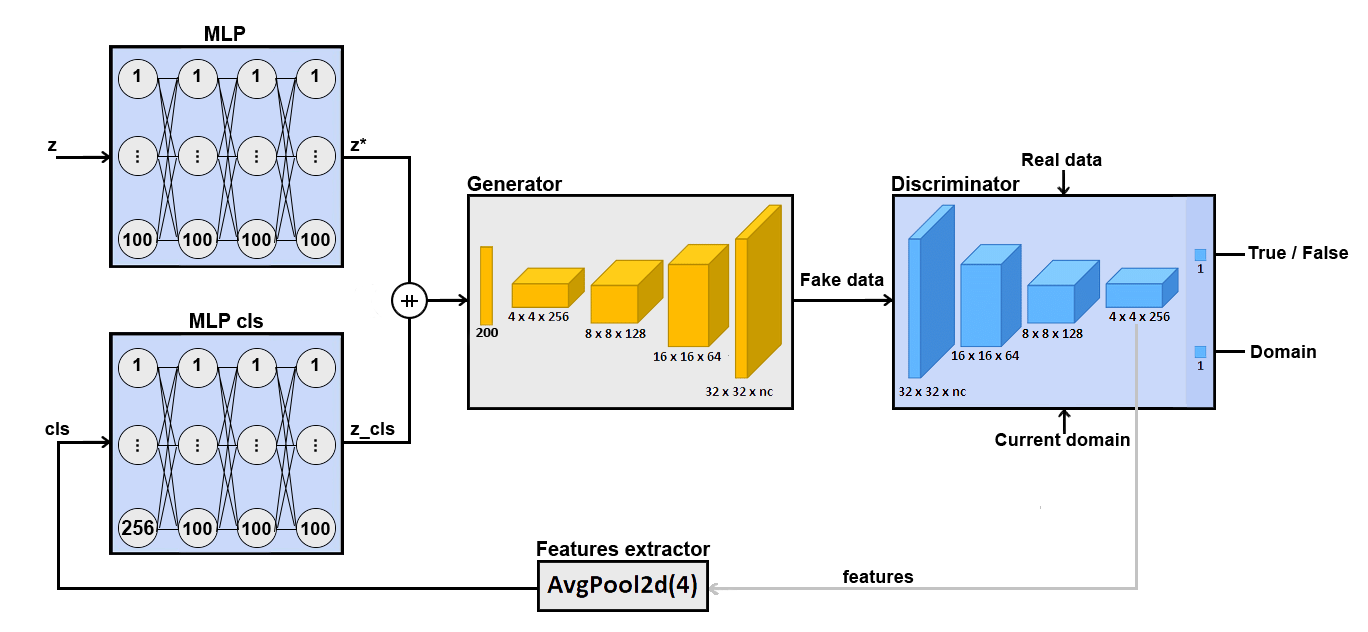 MLP
1 1 1 1
z
⋮ ⋮ ⋮ ⋮
z*
100 100 100 100
MLP cls
1 1 1 1
cls
⋮ ⋮ ⋮ ⋮
z_cls
256 100 100 100
⧺
Generator
200
4 x 4 x 256
8 x 8 x 128
16 x 16 x 64
32 x 32 x nc
Fake data
Real data
Discriminator
32 x 32 x nc
16 x 16 x 64
8 x 8 x 128
4 x 4 x 256
1
True / False
1
Domain
Current domain
features
Features extractor
AvgPool2d(4)